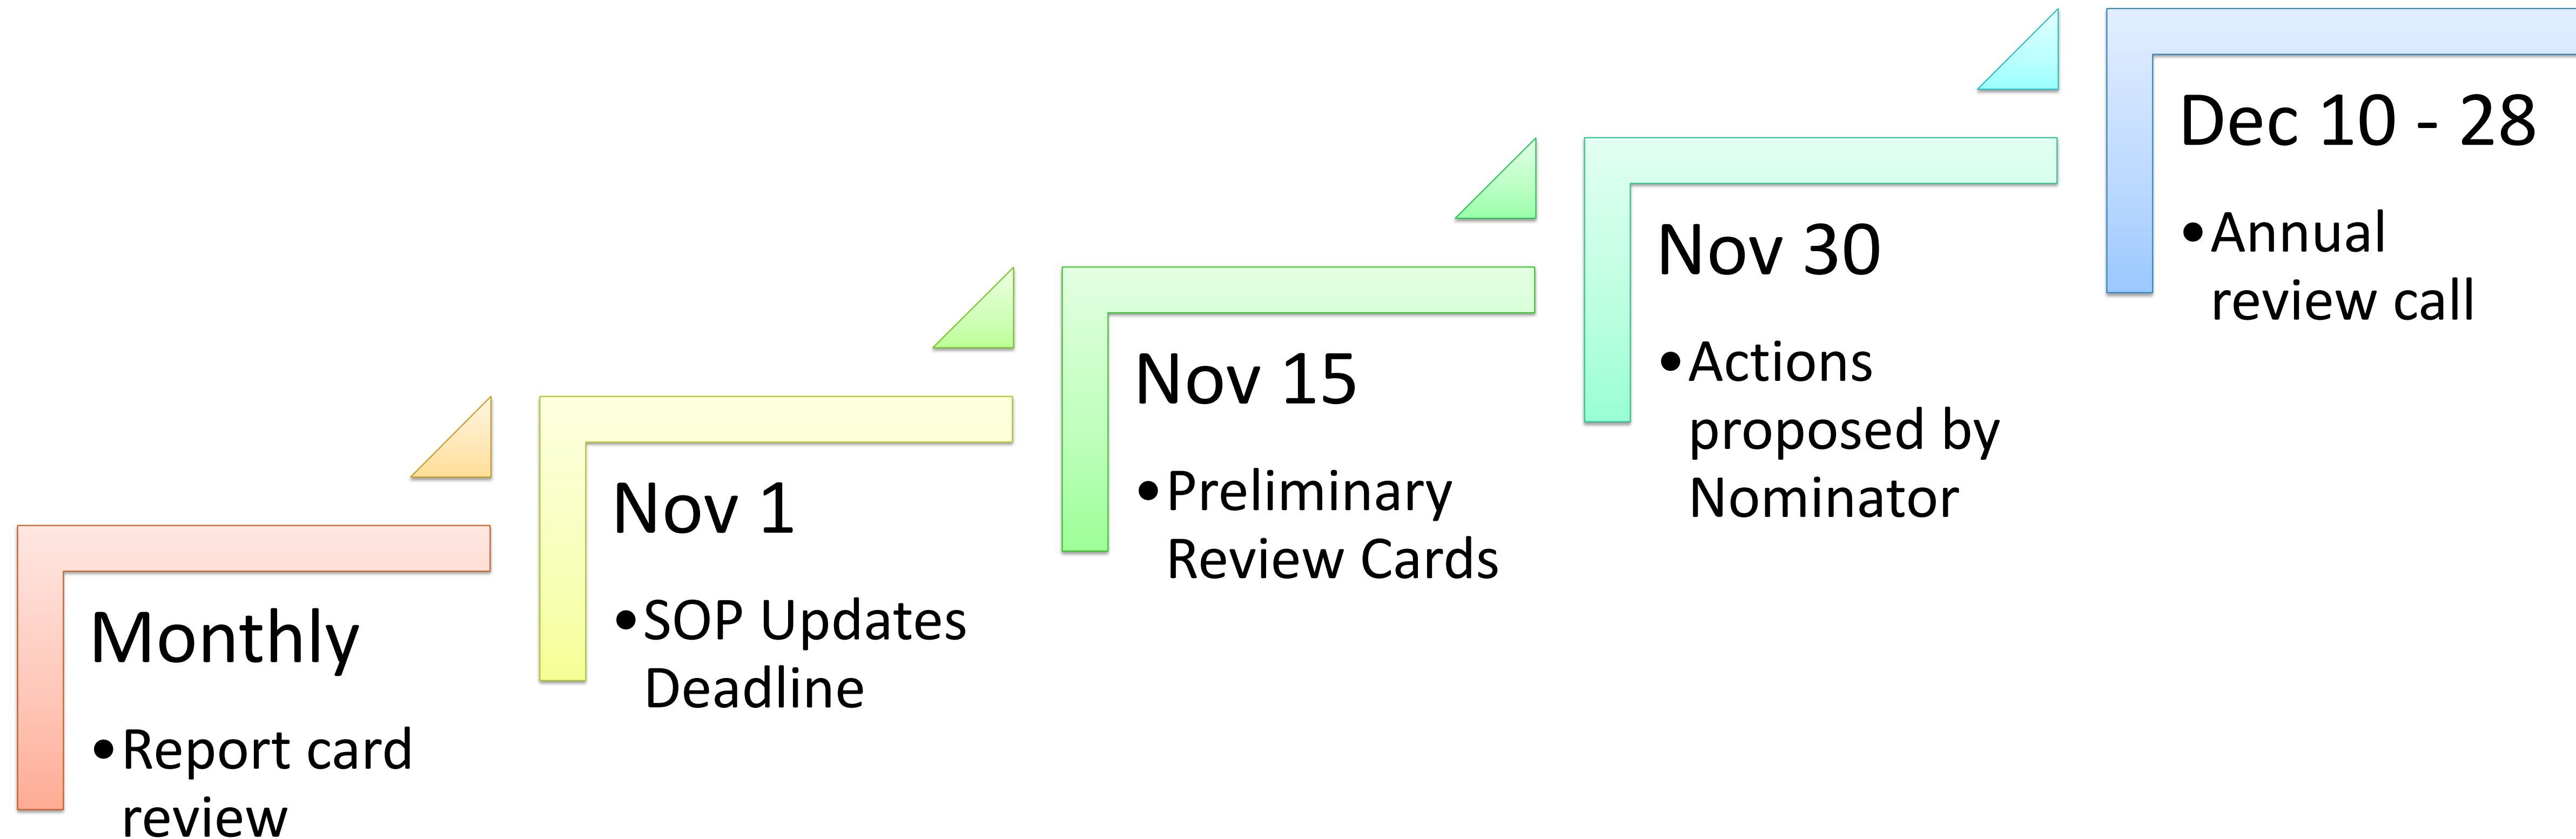 Monthly
•Report card
review
Nov 1
•SOP Updates
Deadline
Nov 15
•Preliminary
Review Cards
Nov 30
•Actions
proposed by
Nominator
Dec 10 - 28
•Annual
review call